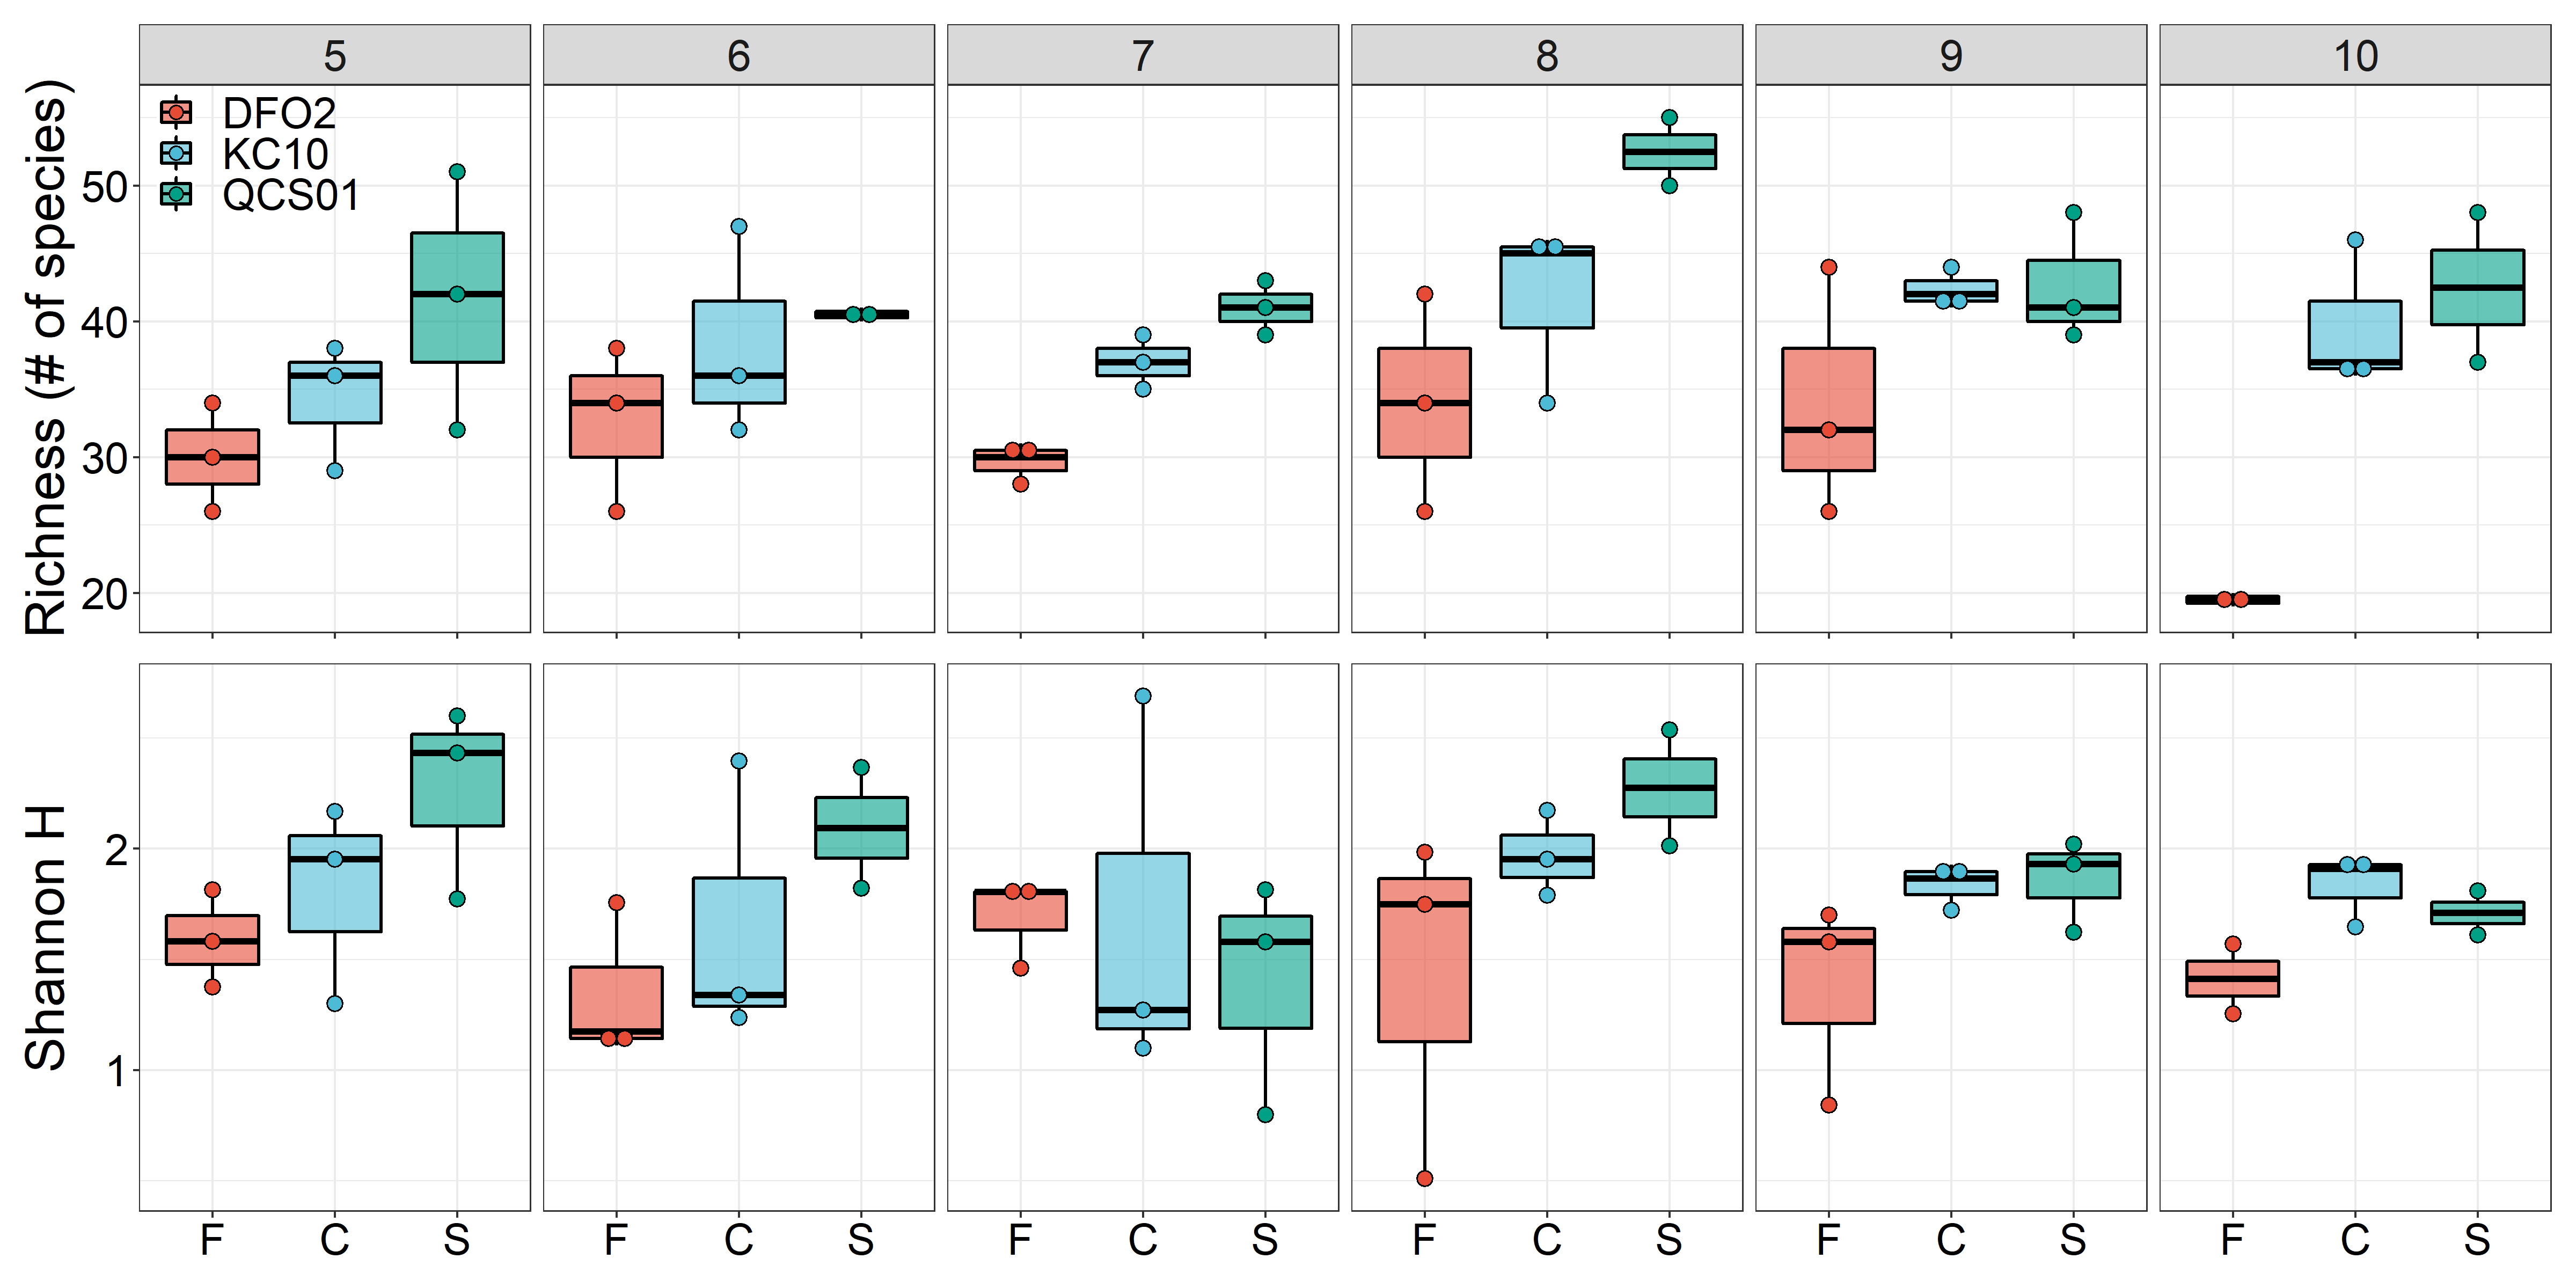 5 6 7 8 9 10
DFO2
KC10
QCS01
Richness (# of species)
50
40
30
20
Shannon H
2
1
F C S F C S F C S F C S F C S F C S